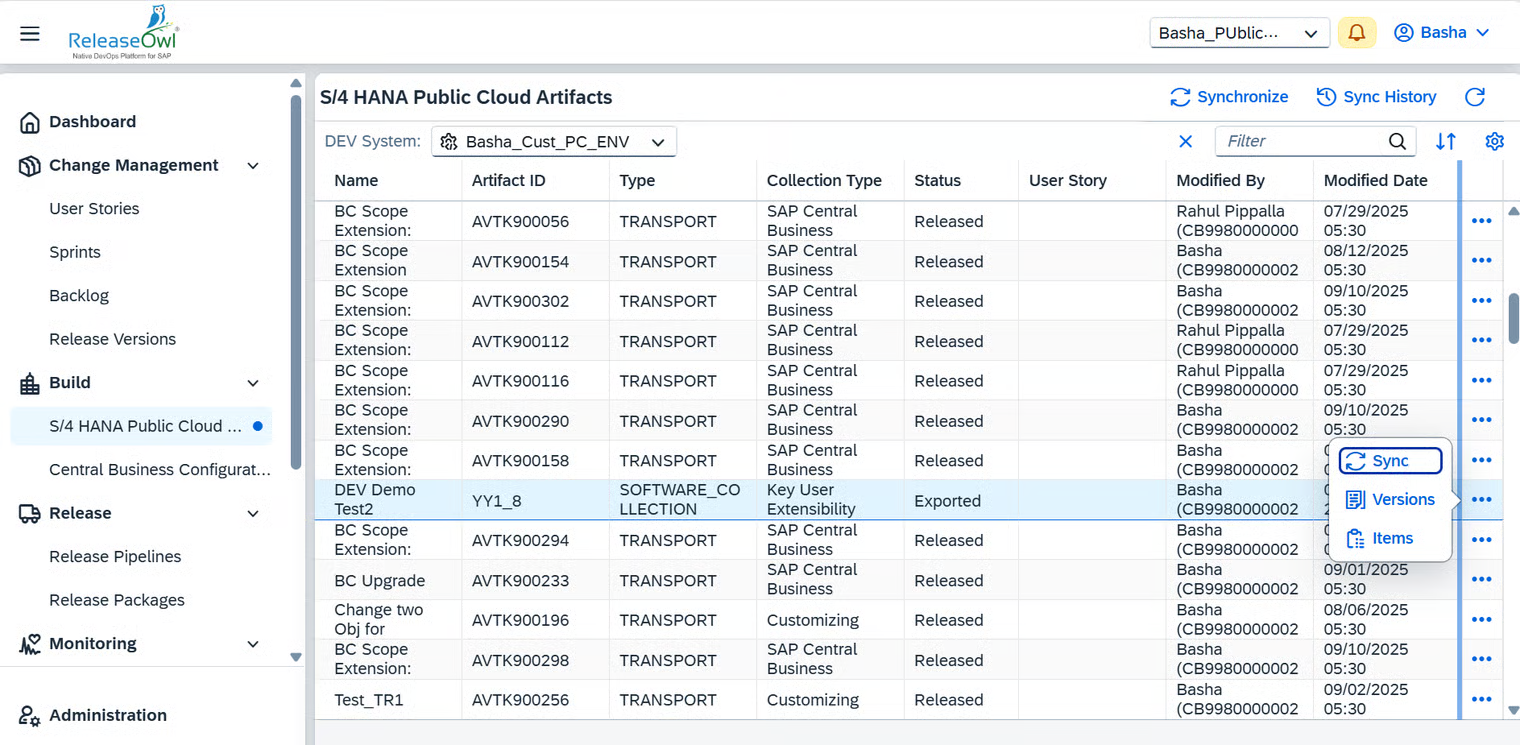 ReleaseOwl
Native DevOps Platform for SAP
Basha_PUblic...
Basha
Dashboard
Change Management
User Stories
Sprints
Backlog
Release Versions
Build
S/4 HANA Public Cloud ...
Central Business Configurat...
Release
Release Pipelines
Release Packages
Monitoring
Administration
S/4 HANA Public Cloud Artifacts
Synchronize
Sync History
DEV System:
Basha_Cust_PC_ENV
Filter
Name Artifact ID Type Collection Type Status User Story Modified By Modified Date
BC Scope AVTK900056 TRANSPORT SAP Central Released Rahul Pippalla 07/29/2025
Extension: Business (CB9980000000 05:30
BC Scope AVTK900154 TRANSPORT SAP Central Released Basha 08/12/2025
Extension Business (CB9980000002 05:30
BC Scope AVTK900302 TRANSPORT SAP Central Released Basha 09/10/2025
Extension: Business (CB9980000002 05:30
BC Scope AVTK900112 TRANSPORT SAP Central Released Rahul Pippalla 07/29/2025
Extension: Business (CB9980000000 05:30
BC Scope AVTK900116 TRANSPORT SAP Central Released Rahul Pippalla 07/29/2025
Extension: Business (CB9980000000 05:30
BC Scope AVTK900290 TRANSPORT SAP Central Released Basha 09/10/2025
Extension: Business (CB9980000002 05:30
BC Scope AVTK900158 TRANSPORT SAP Central Released Basha
Extension: Business (CB9980000002
DEV Demo YY1_8 SOFTWARE_CO Key User Exported Basha
Test2 LLECTION Extensibility (CB9980000002
BC Scope AVTK900294 TRANSPORT SAP Central Released Basha
Extension: Business (CB9980000002
BC Upgrade AVTK900233 TRANSPORT SAP Central Released Basha 09/01/2025
Business (CB9980000002 05:30
Change two AVTK900196 TRANSPORT Customizing Released Basha 08/06/2025
Obj for (CB9980000002 05:30
BC Scope AVTK900298 TRANSPORT SAP Central Released Basha 09/10/2025
Extension: Business (CB9980000002 05:30
Test_TR1 AVTK900256 TRANSPORT Customizing Released Basha 09/02/2025
(CB9980000002 05:30
Sync
Versions
Items